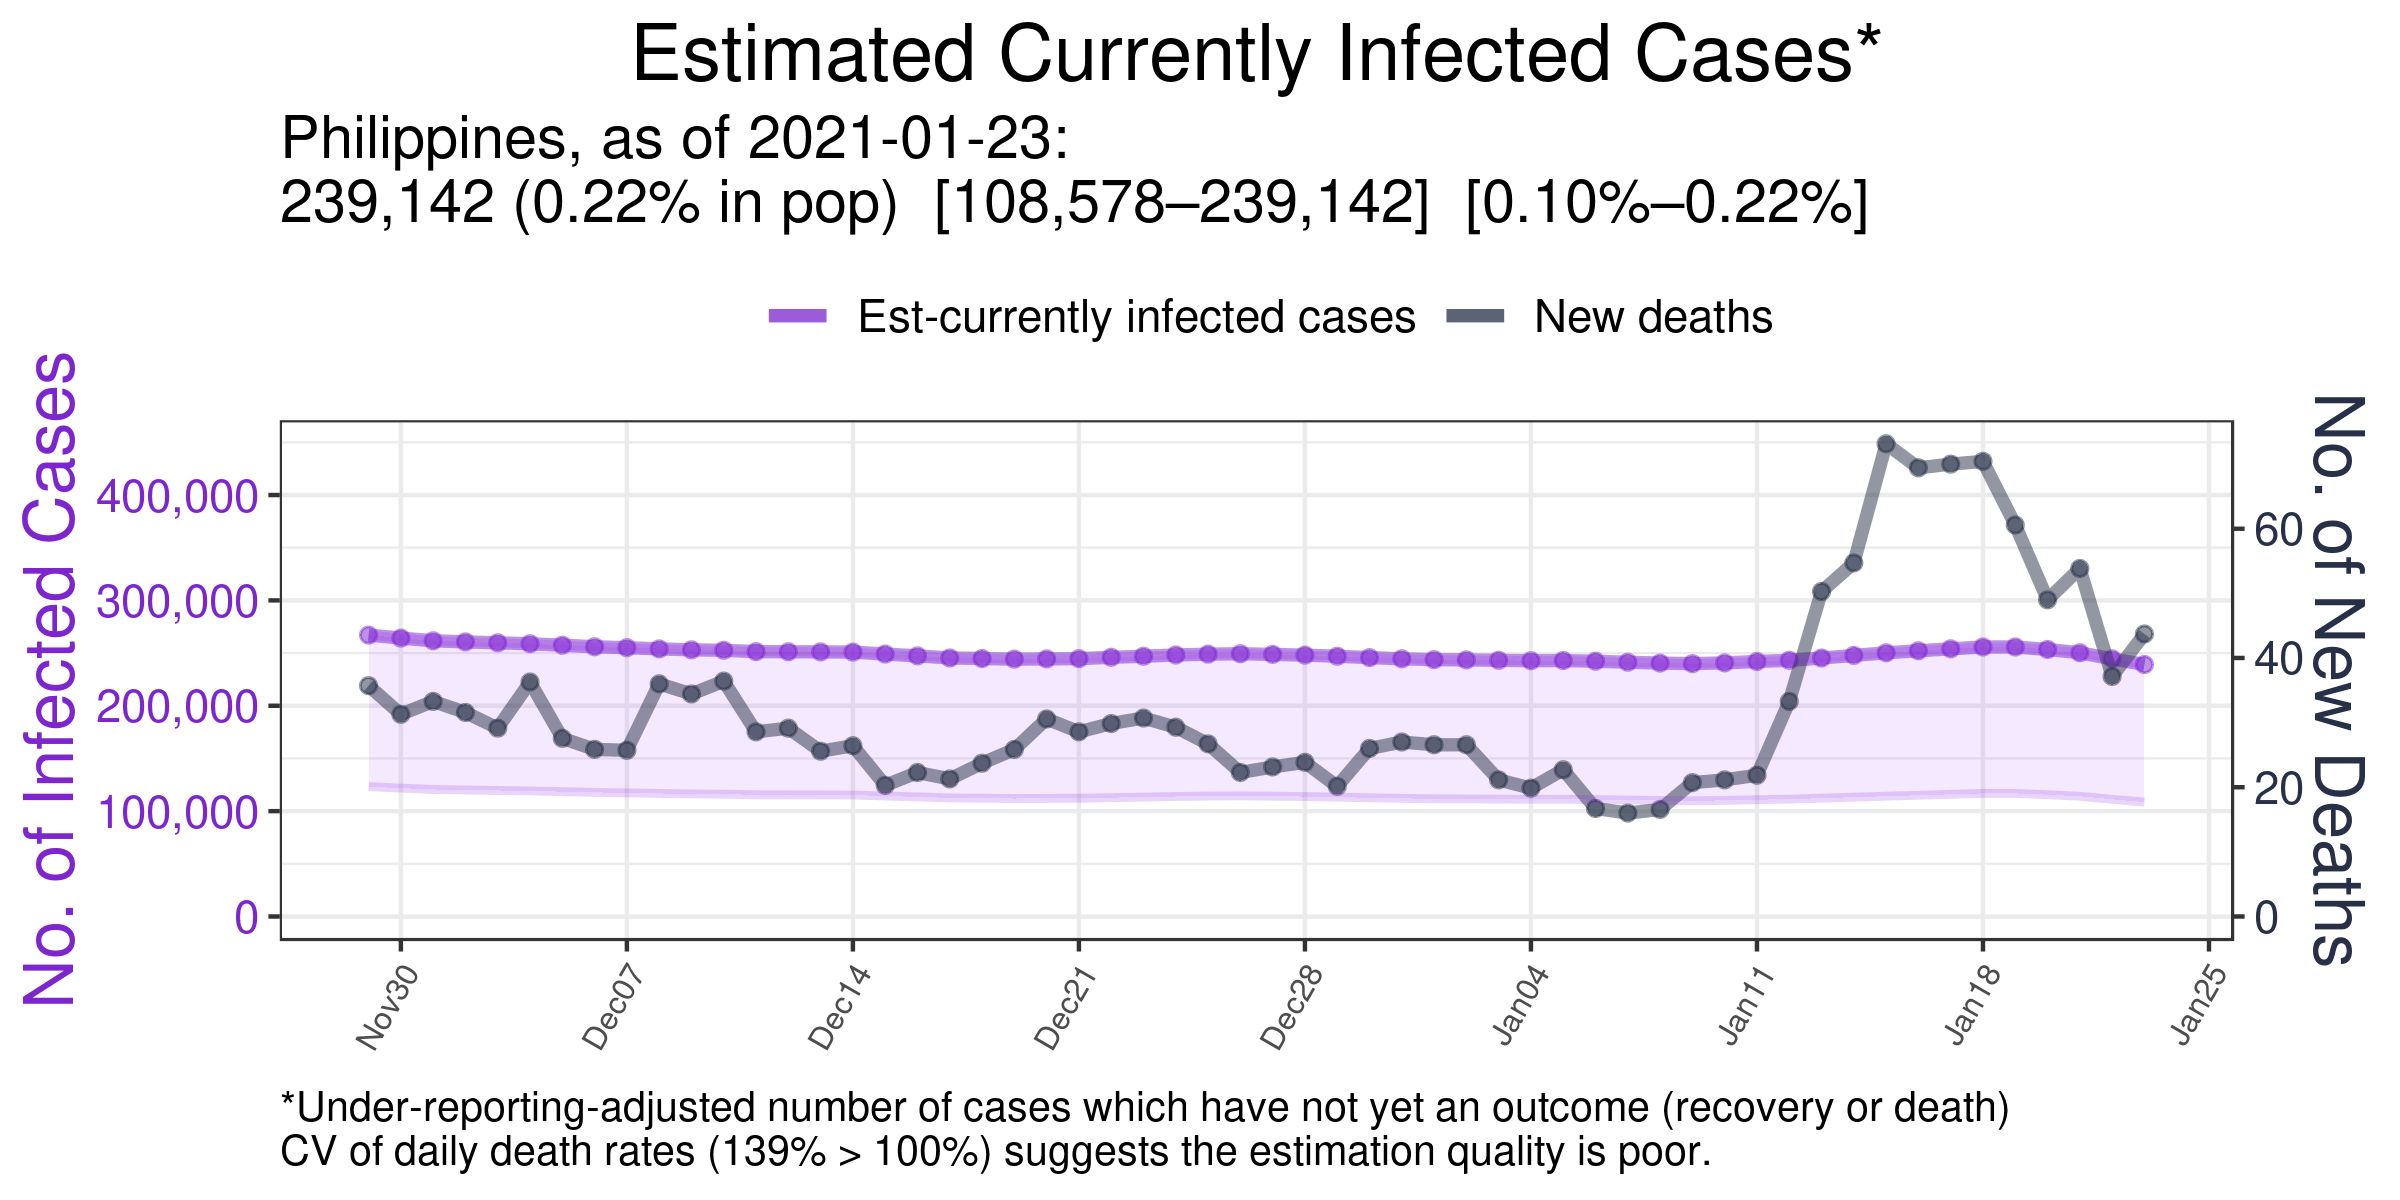 Estimated Currently Infected Cases*
Philippines, as of 2021-01-23:
239,142 (0.22% in pop)  [108,578–239,142]  [0.10%–0.22%]
Est-currently infected cases
New deaths
No. of Infected Cases
400,000
300,000
200,000
100,000
0
60
40
20
0
No. of New Deaths
Nov30
Dec07
Dec14
Dec21
Dec28
Jan04
Jan11
Jan18
Jan25
*Under-reporting-adjusted number of cases which have not yet an outcome (recovery or death)
CV of daily death rates (139% > 100%) suggests the estimation quality is poor.